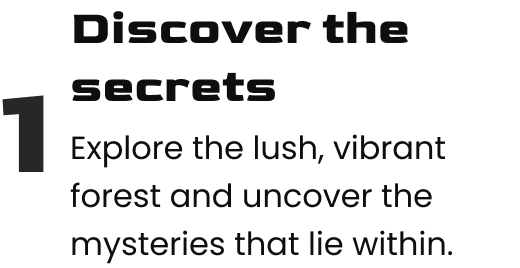 Discover the
secrets
1
Explore the lush, vibrant
forest and uncover the
mysteries that lie within.